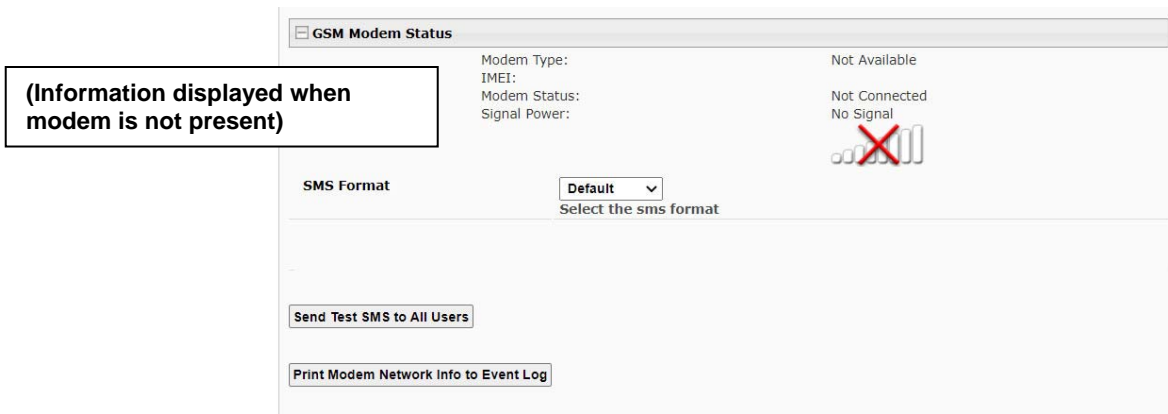 GSM Modem Status
(Information displayed when
modem is not present)
Modem Type: Not Available
IMEI:
Modem Status: Not Connected
Signal Power: No Signal
SMS Format Default
Select the sms format
Send Test SMS to All Users
Print Modem Network Info to Event Log